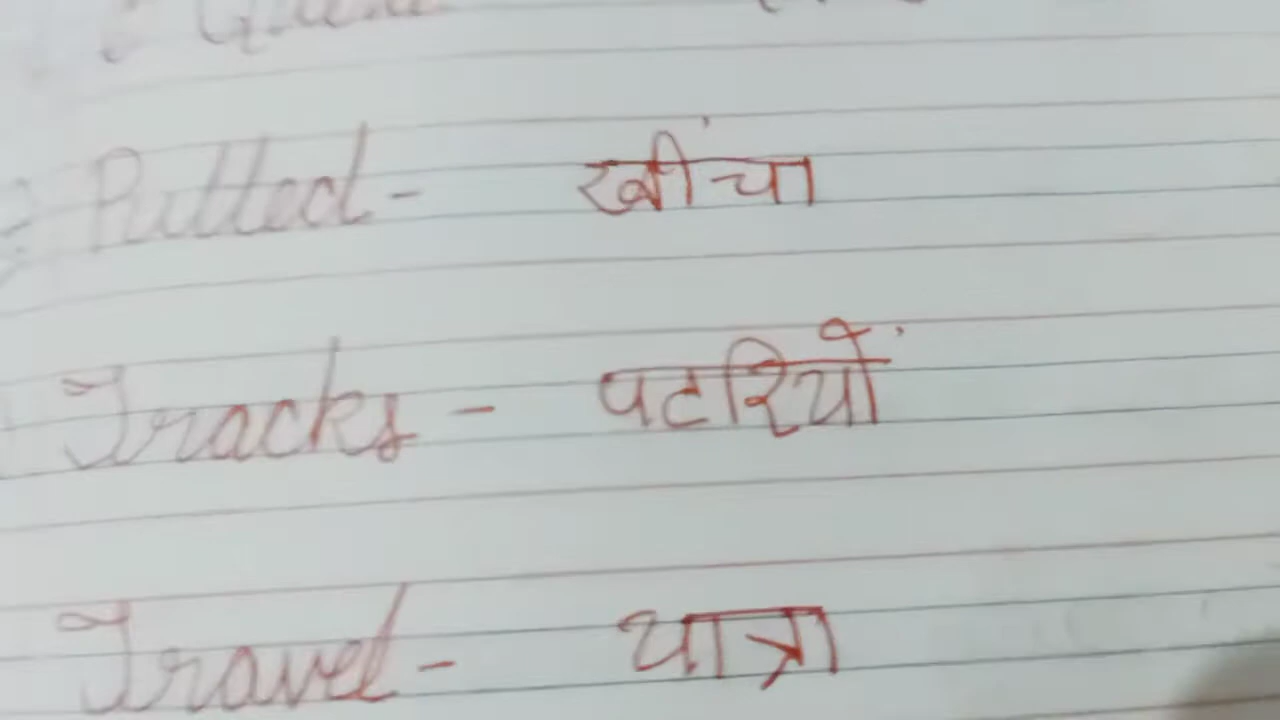 Pulled - खींचा
Tracks - पटरियों
Travel - यात्रा